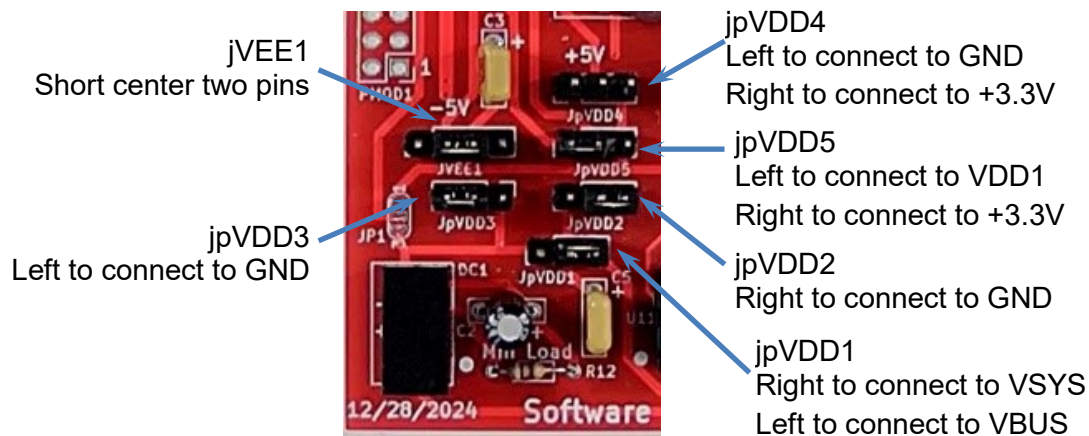 jVEE1
Short center two pins
jpVDD3
Left to connect to GND
C3
+
+5V
1
PMOD1
-5V
JpVDD4
JVEE1
JpVDD5
JP1
JpVDD3
JpVDD2
DC1
JpVDD1
C5
+
C2
+
U11
Min Load
R12
12/28/2024
Software
jpVDD4
Left to connect to GND
Right to connect to +3.3V
jpVDD5
Left to connect to VDD1
Right to connect to +3.3V
jpVDD2
Right to connect to GND
jpVDD1
Right to connect to VSYS
Left to connect to VBUS